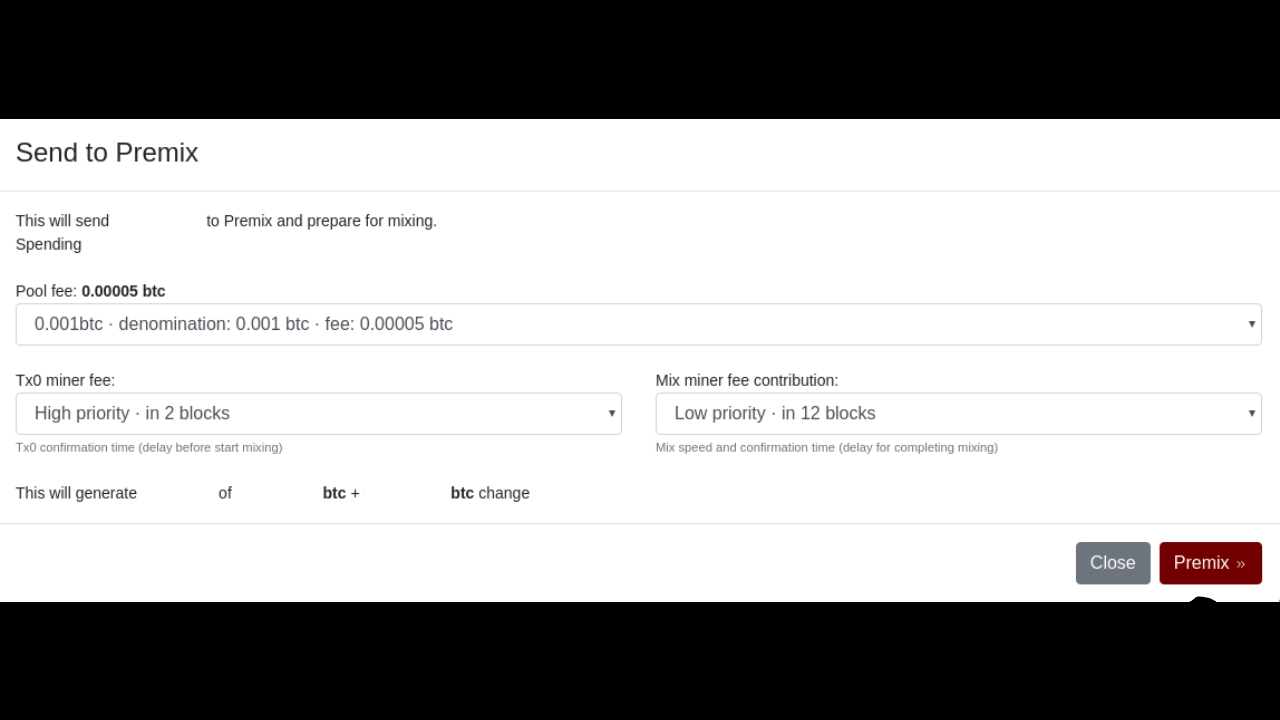 Send to Premix
This will send to Premix and prepare for mixing.
Spending
Pool fee: 0.00005 btc
0.001btc · denomination: 0.001 btc · fee: 0.00005 btc
Tx0 miner fee:
High priority · in 2 blocks
Tx0 confirmation time (delay before start mixing)
Mix miner fee contribution:
Low priority · in 12 blocks
Mix speed and confirmation time (delay for completing mixing)
This will generate of btc + btc change
Close
Premix »